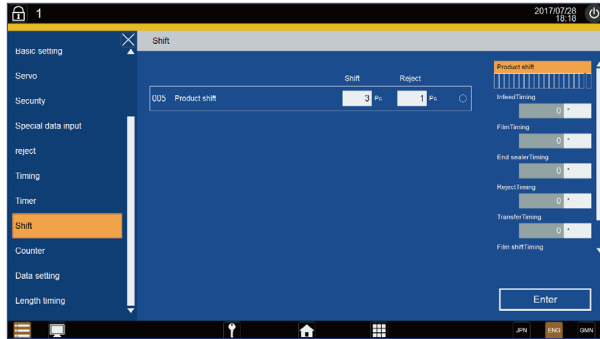 1
2017/07/28
18:18
Shift
Basic setting
Servo
Security
Special data input
reject
Timing
Timer
Shift
Counter
Data setting
Length timing
Shift Reject
005 Product shift 3 Pc 1 Pc
Product shift
InfeedTiming
0 °
FilmTiming
0 °
End sealerTiming
0 °
RejectTiming
0 °
TransferTiming
0 °
Film shiftTiming
Enter
JPN ENG GMN